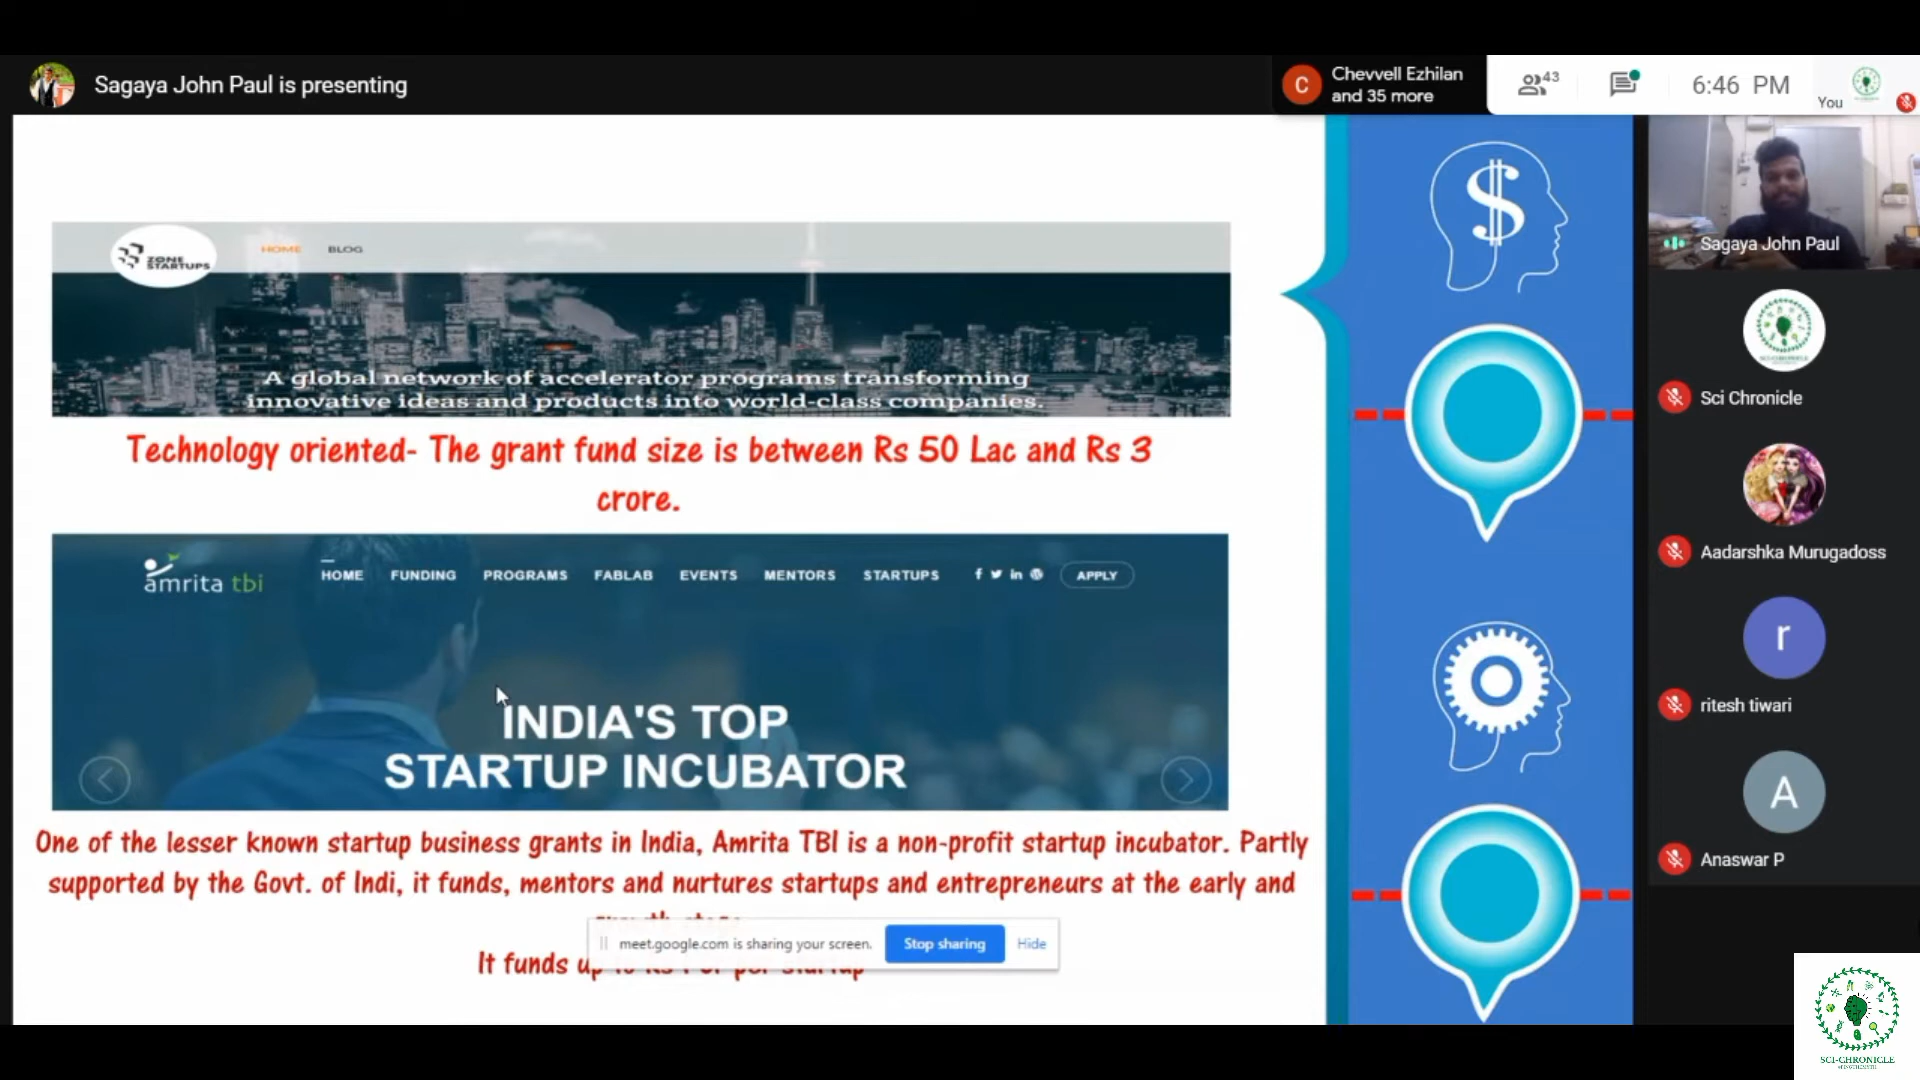 Sagaya John Paul is presenting
C
Chevvell Ezhilan
and 35 more
43
6:46 PM
You
ZONE
STARTUPS
HOME BLOG
A global network of accelerator programs transforming
innovative ideas and products into world-class companies.
Technology oriented- The grant fund size is between Rs 50 Lac and Rs 3
crore.
amrita tbi
HOME FUNDING PROGRAMS FABLAB EVENTS MENTORS STARTUPS APPLY
INDIA'S TOP
STARTUP INCUBATOR
One of the lesser known startup business grants in India, Amrita TBI is a non-profit startup incubator. Partly
supported by the Govt. of Indi, it funds, mentors and nurtures startups and entrepreneurs at the early and
meet.google.com is sharing your screen. Stop sharing Hide
It funds up
$
Sagaya John Paul
SCI-CHRONICLE
Sci Chronicle
Aadarshka Murugadoss
r
ritesh tiwari
A
Anaswar P
SCI-CHRONICLE